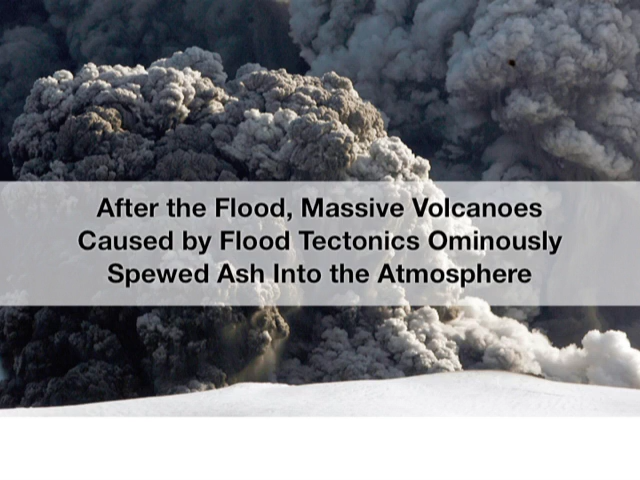 After the Flood, Massive Volcanoes
Caused by Flood Tectonics Ominously
Spewed Ash Into the Atmosphere